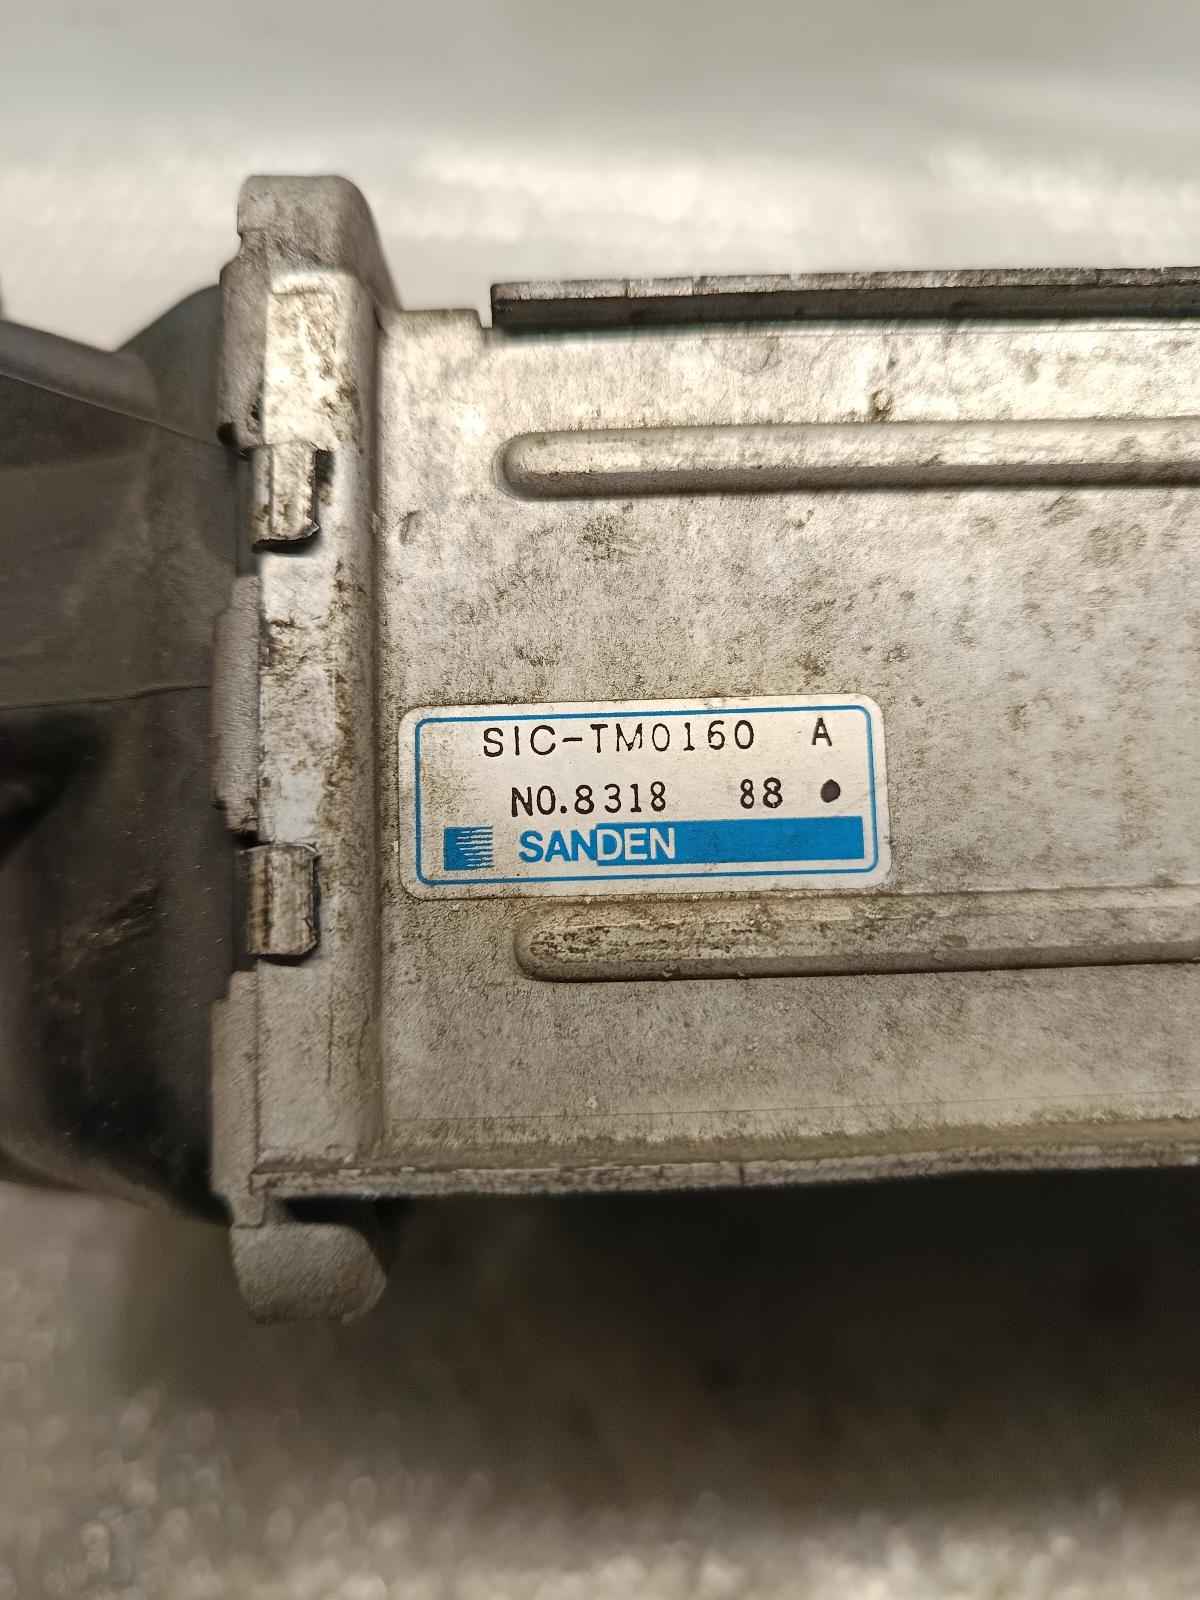 SIC-TM0160 A
NO.8318 88 ●
SANDEN